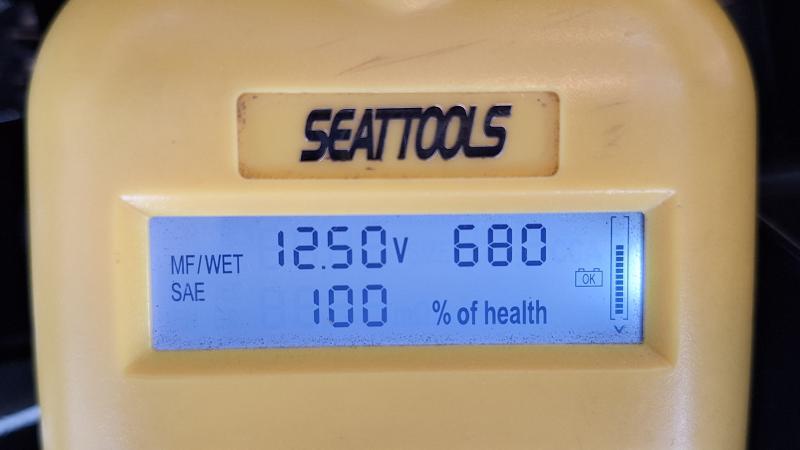 SEATTOOLS
MF/WET 12.50V 680
SAE 100 % of health
OK